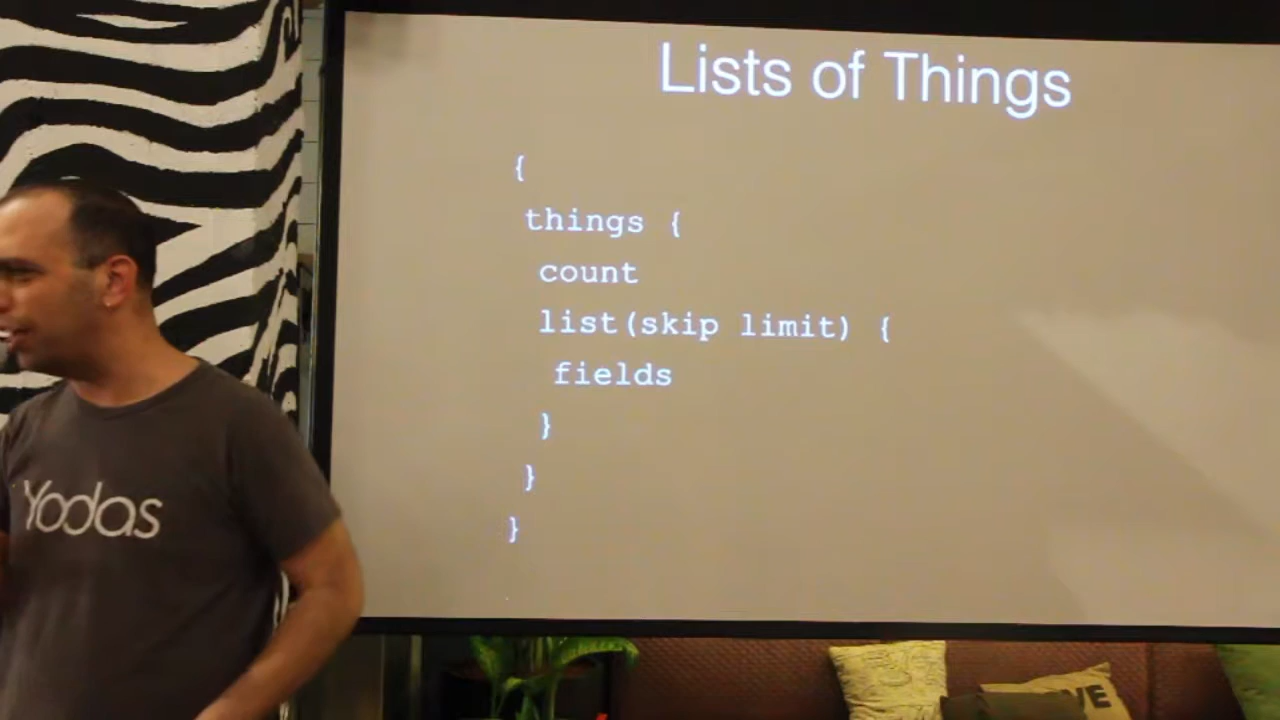 Lists of Things
{
things {
count
list(skip limit) {
fields
}
}
}
Yodas